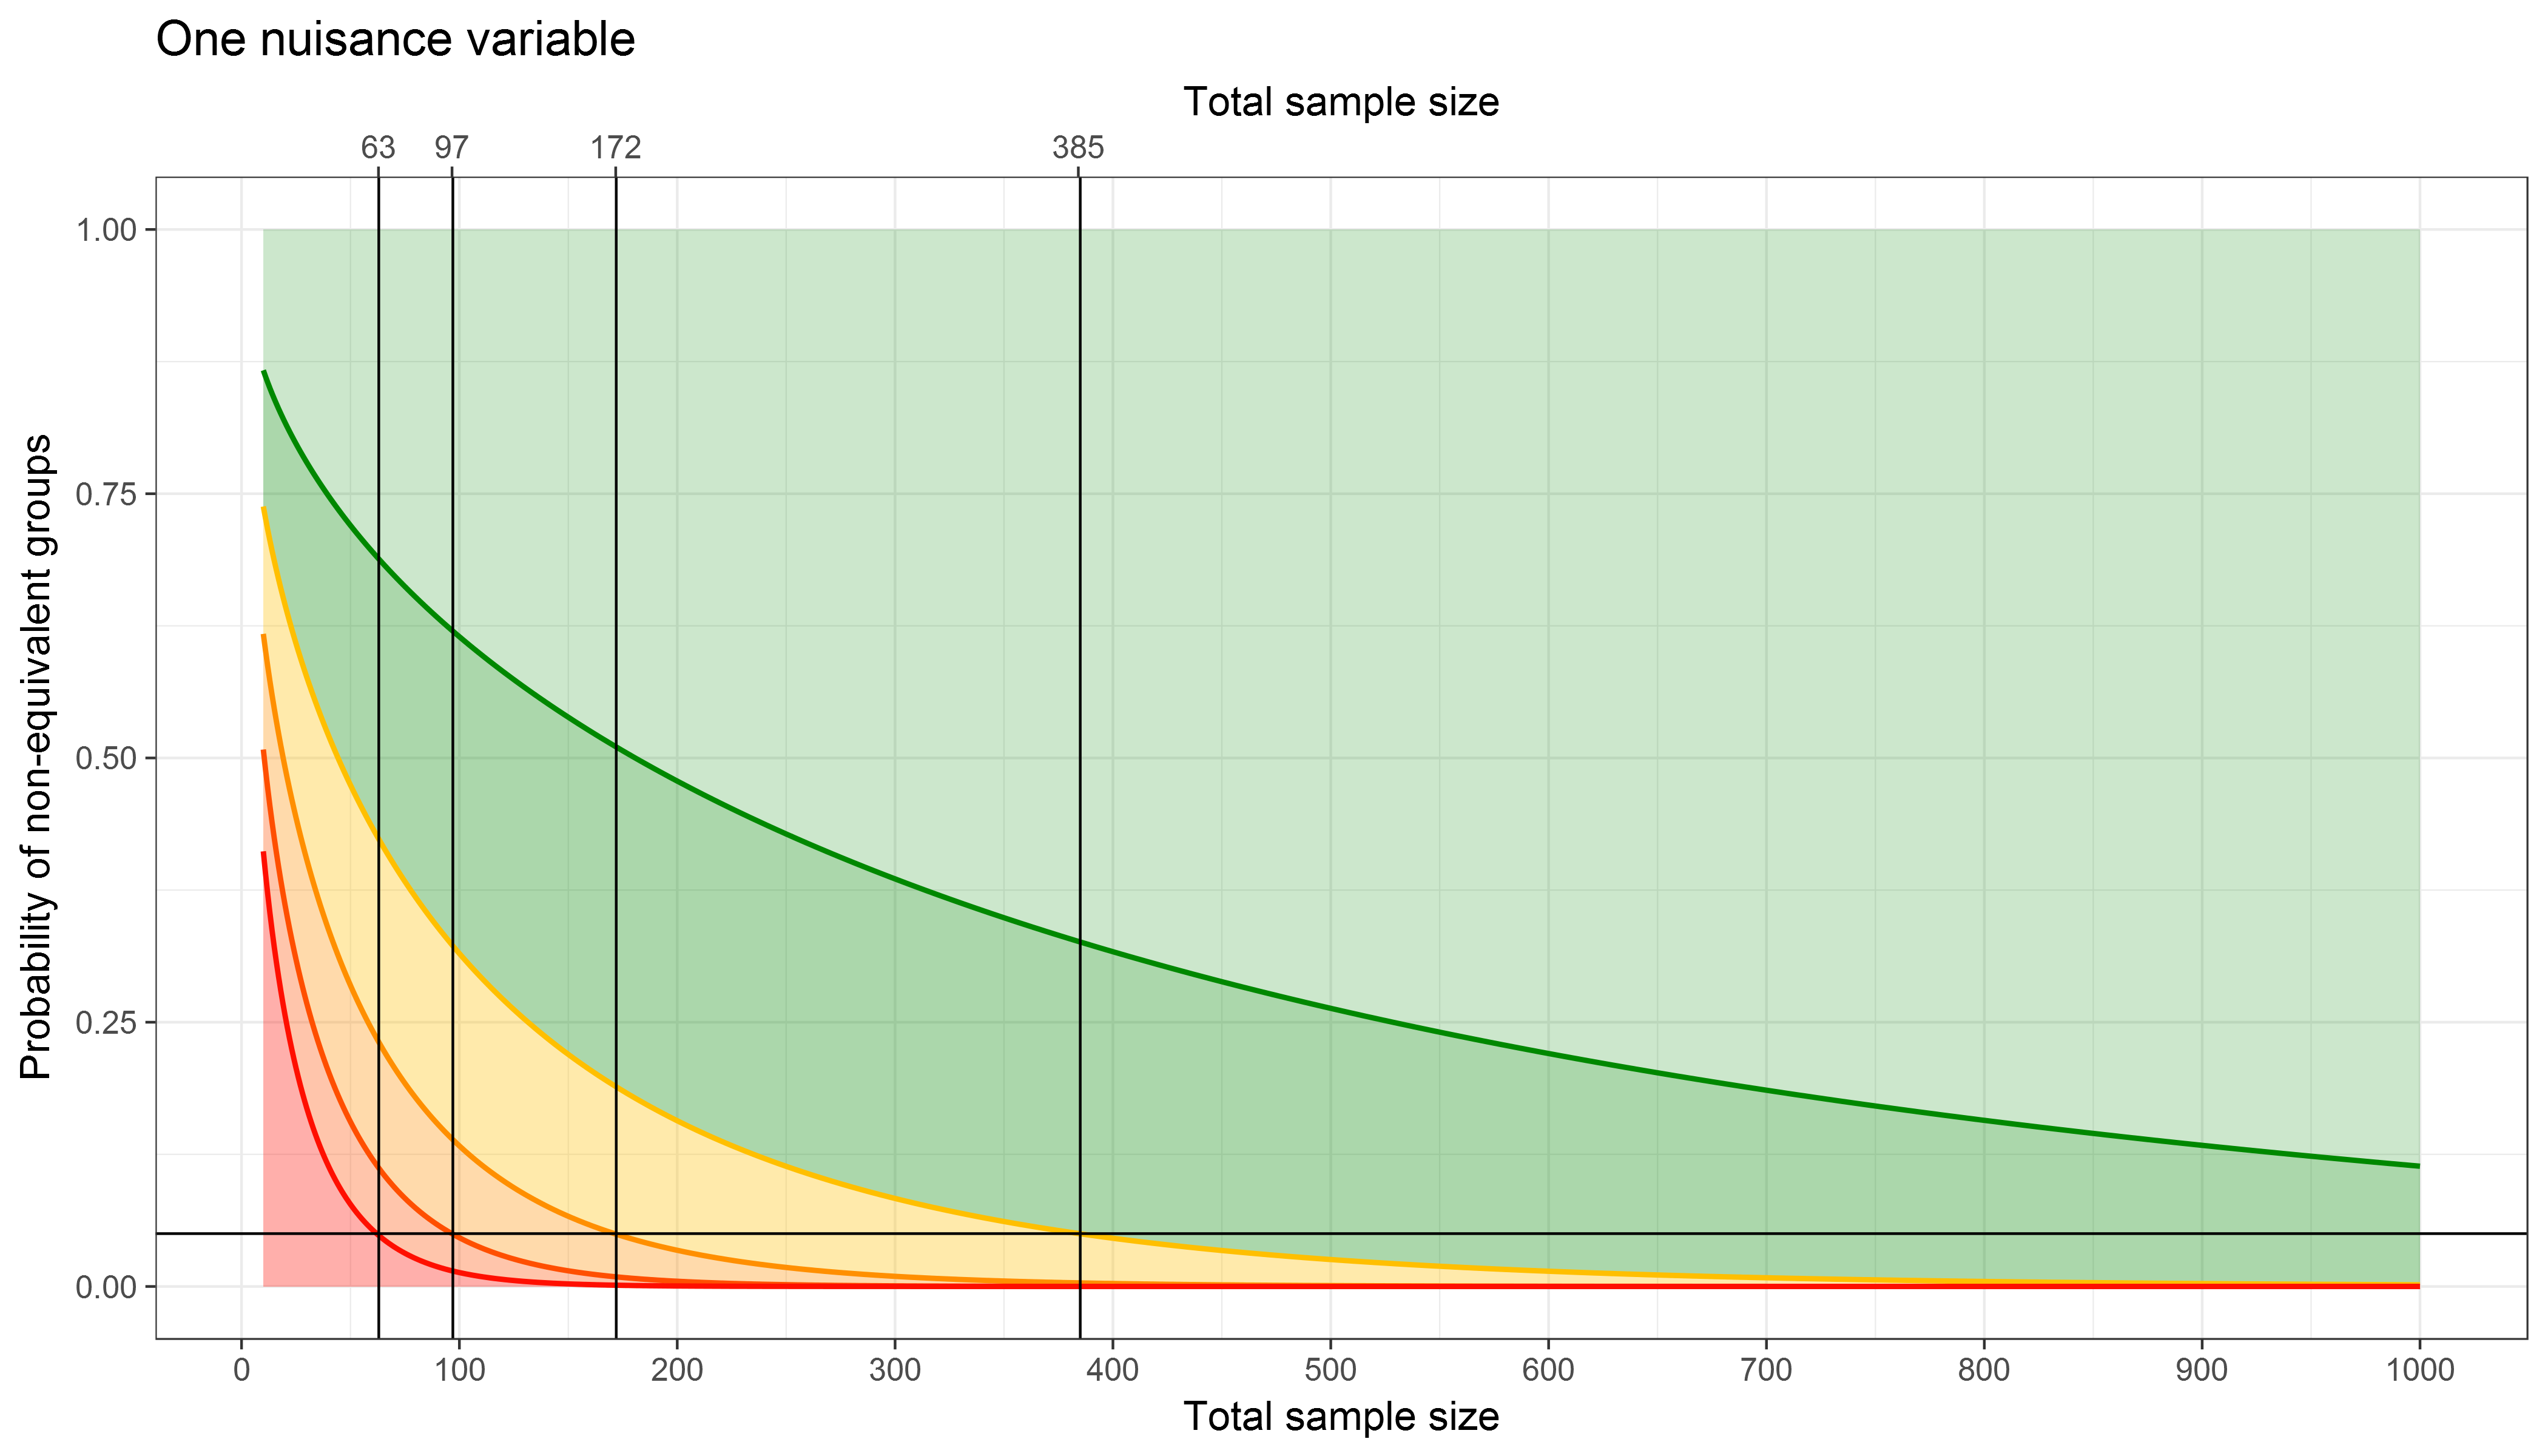 One nuisance variable
Total sample size
63 97 172 385
1.00
0.75
0.50
0.25
0.00
Probability of non-equivalent groups
0 100 200 300 400 500 600 700 800 900 1000
Total sample size